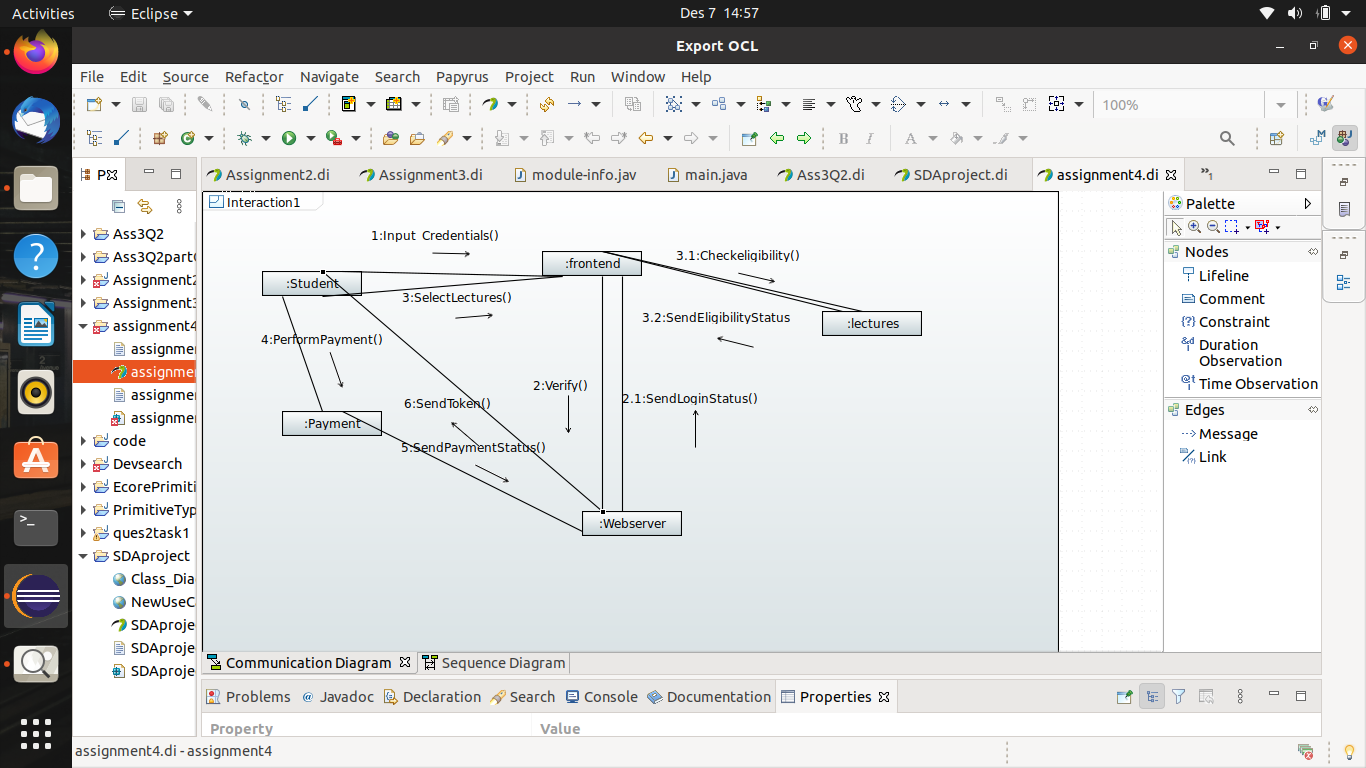 Activities Eclipse Des 7 14:57
Export OCL
File Edit Source Refactor Navigate Search Papyrus Project Run Window Help
100%
P Assignment2.di Assignment3.di module-info.jav main.java Ass3Q2.di SDAproject.di assignment4.di »1
Interaction1
Palette
Nodes
Lifeline
Comment
Constraint
Duration
Observation
Time Observation
Edges
Message
Link
Ass3Q2
Ass3Q2part
Assignment2
Assignment3
assignment4
assignme
assignme
assignme
assignme
code
Devsearch
EcorePrimiti
PrimitiveTyp
ques2task1
SDAproject
Class_Dia
NewUseC
SDAproje
SDAproje
SDAproje
1:Input Credentials()
:frontend
3.1:Checkeligibility()
:Student
3:SelectLectures()
3.2:SendEligibilityStatus
:lectures
4:PerformPayment()
2:Verify()
6:SendToken()
2.1:SendLoginStatus()
:Payment
5:SendPaymentStatus()
:Webserver
Communication Diagram Sequence Diagram
Problems Javadoc Declaration Search Console Documentation Properties
Property Value
assignment4.di - assignment4